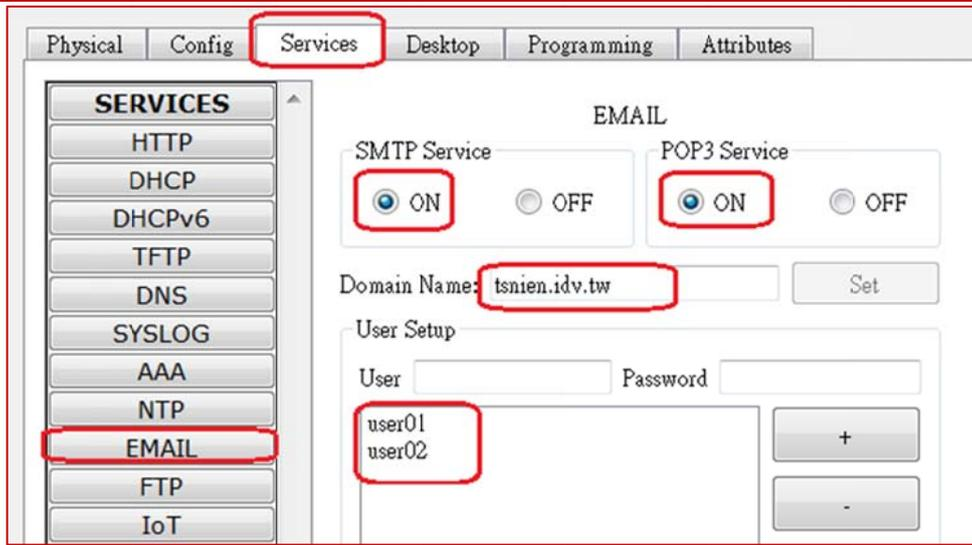 Physical Config Services Desktop Programming Attributes
SERVICES
HTTP
DHCP
DHCPv6
TFTP
DNS
SYSLOG
AAA
NTP
EMAIL
FTP
IoT
EMAIL
SMTP Service
ON OFF
POP3 Service
ON OFF
Domain Name: tsnien.idv.tw Set
User Setup
User Password
user01
user02
+
-